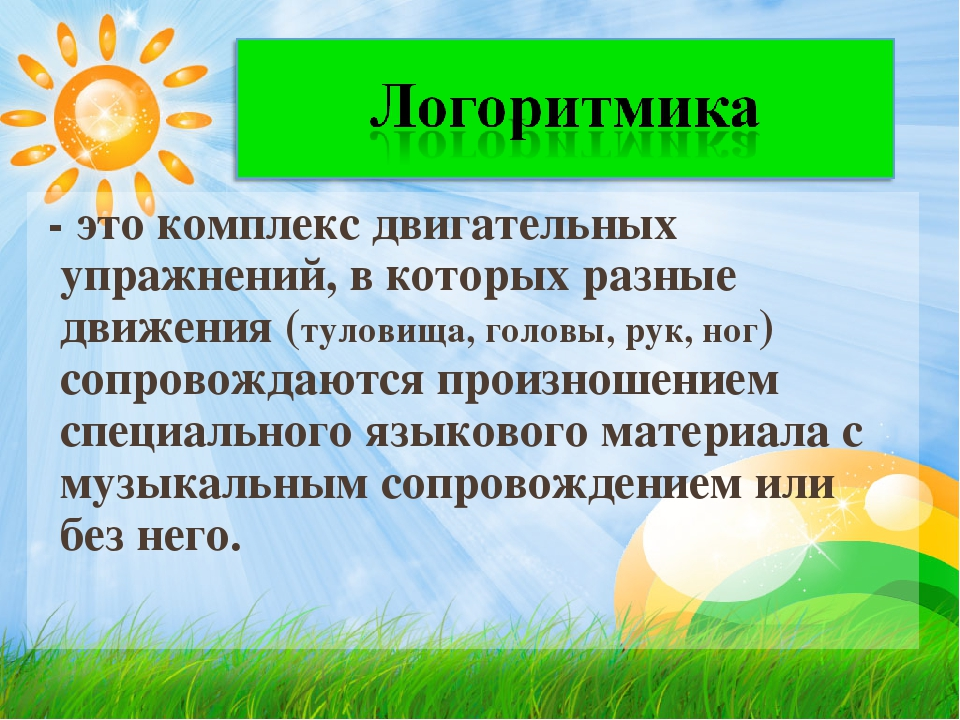 Логоритмика
- это комплекс двигательных
упражнений, в которых разные
движения (туловища, головы, рук, ног)
сопровождаются произношением
специального языкового материала с
музыкальным сопровождением или
без него.